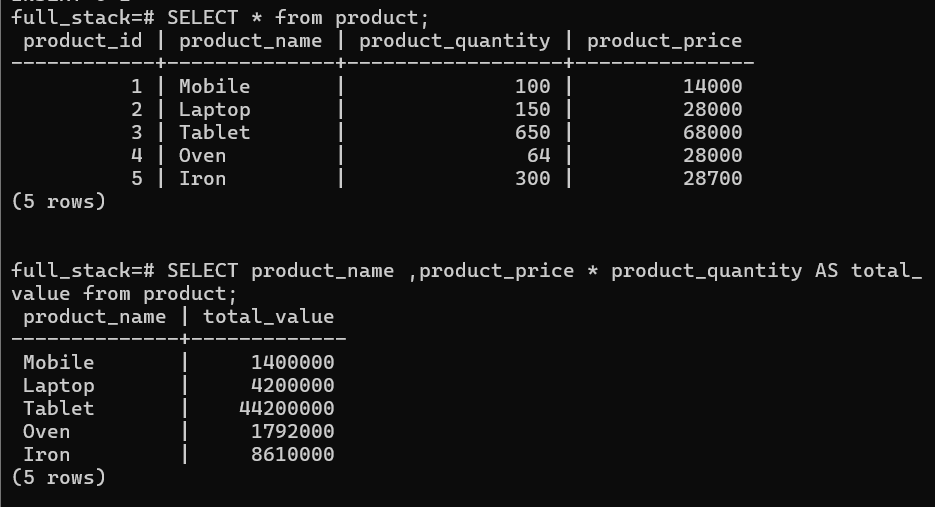 full_stack=# SELECT * from product;
 product_id | product_name | product_quantity | product_price
------------+--------------+------------------+---------------
          1 | Mobile       |              100 |         14000
          2 | Laptop       |              150 |         28000
          3 | Tablet       |              650 |         68000
          4 | Oven         |               64 |         28000
          5 | Iron         |              300 |         28700
(5 rows)
full_stack=# SELECT product_name ,product_price * product_quantity AS total_
value from product;
 product_name | total_value
--------------+-------------
 Mobile       |     1400000
 Laptop       |     4200000
 Tablet       |    44200000
 Oven         |     1792000
 Iron         |     8610000
(5 rows)